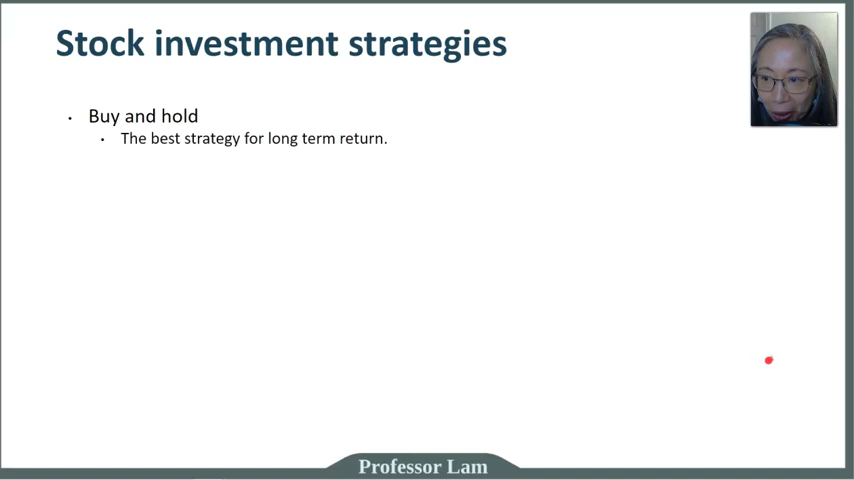 Stock investment strategies
· Buy and hold
· The best strategy for long term return.
Professor Lam